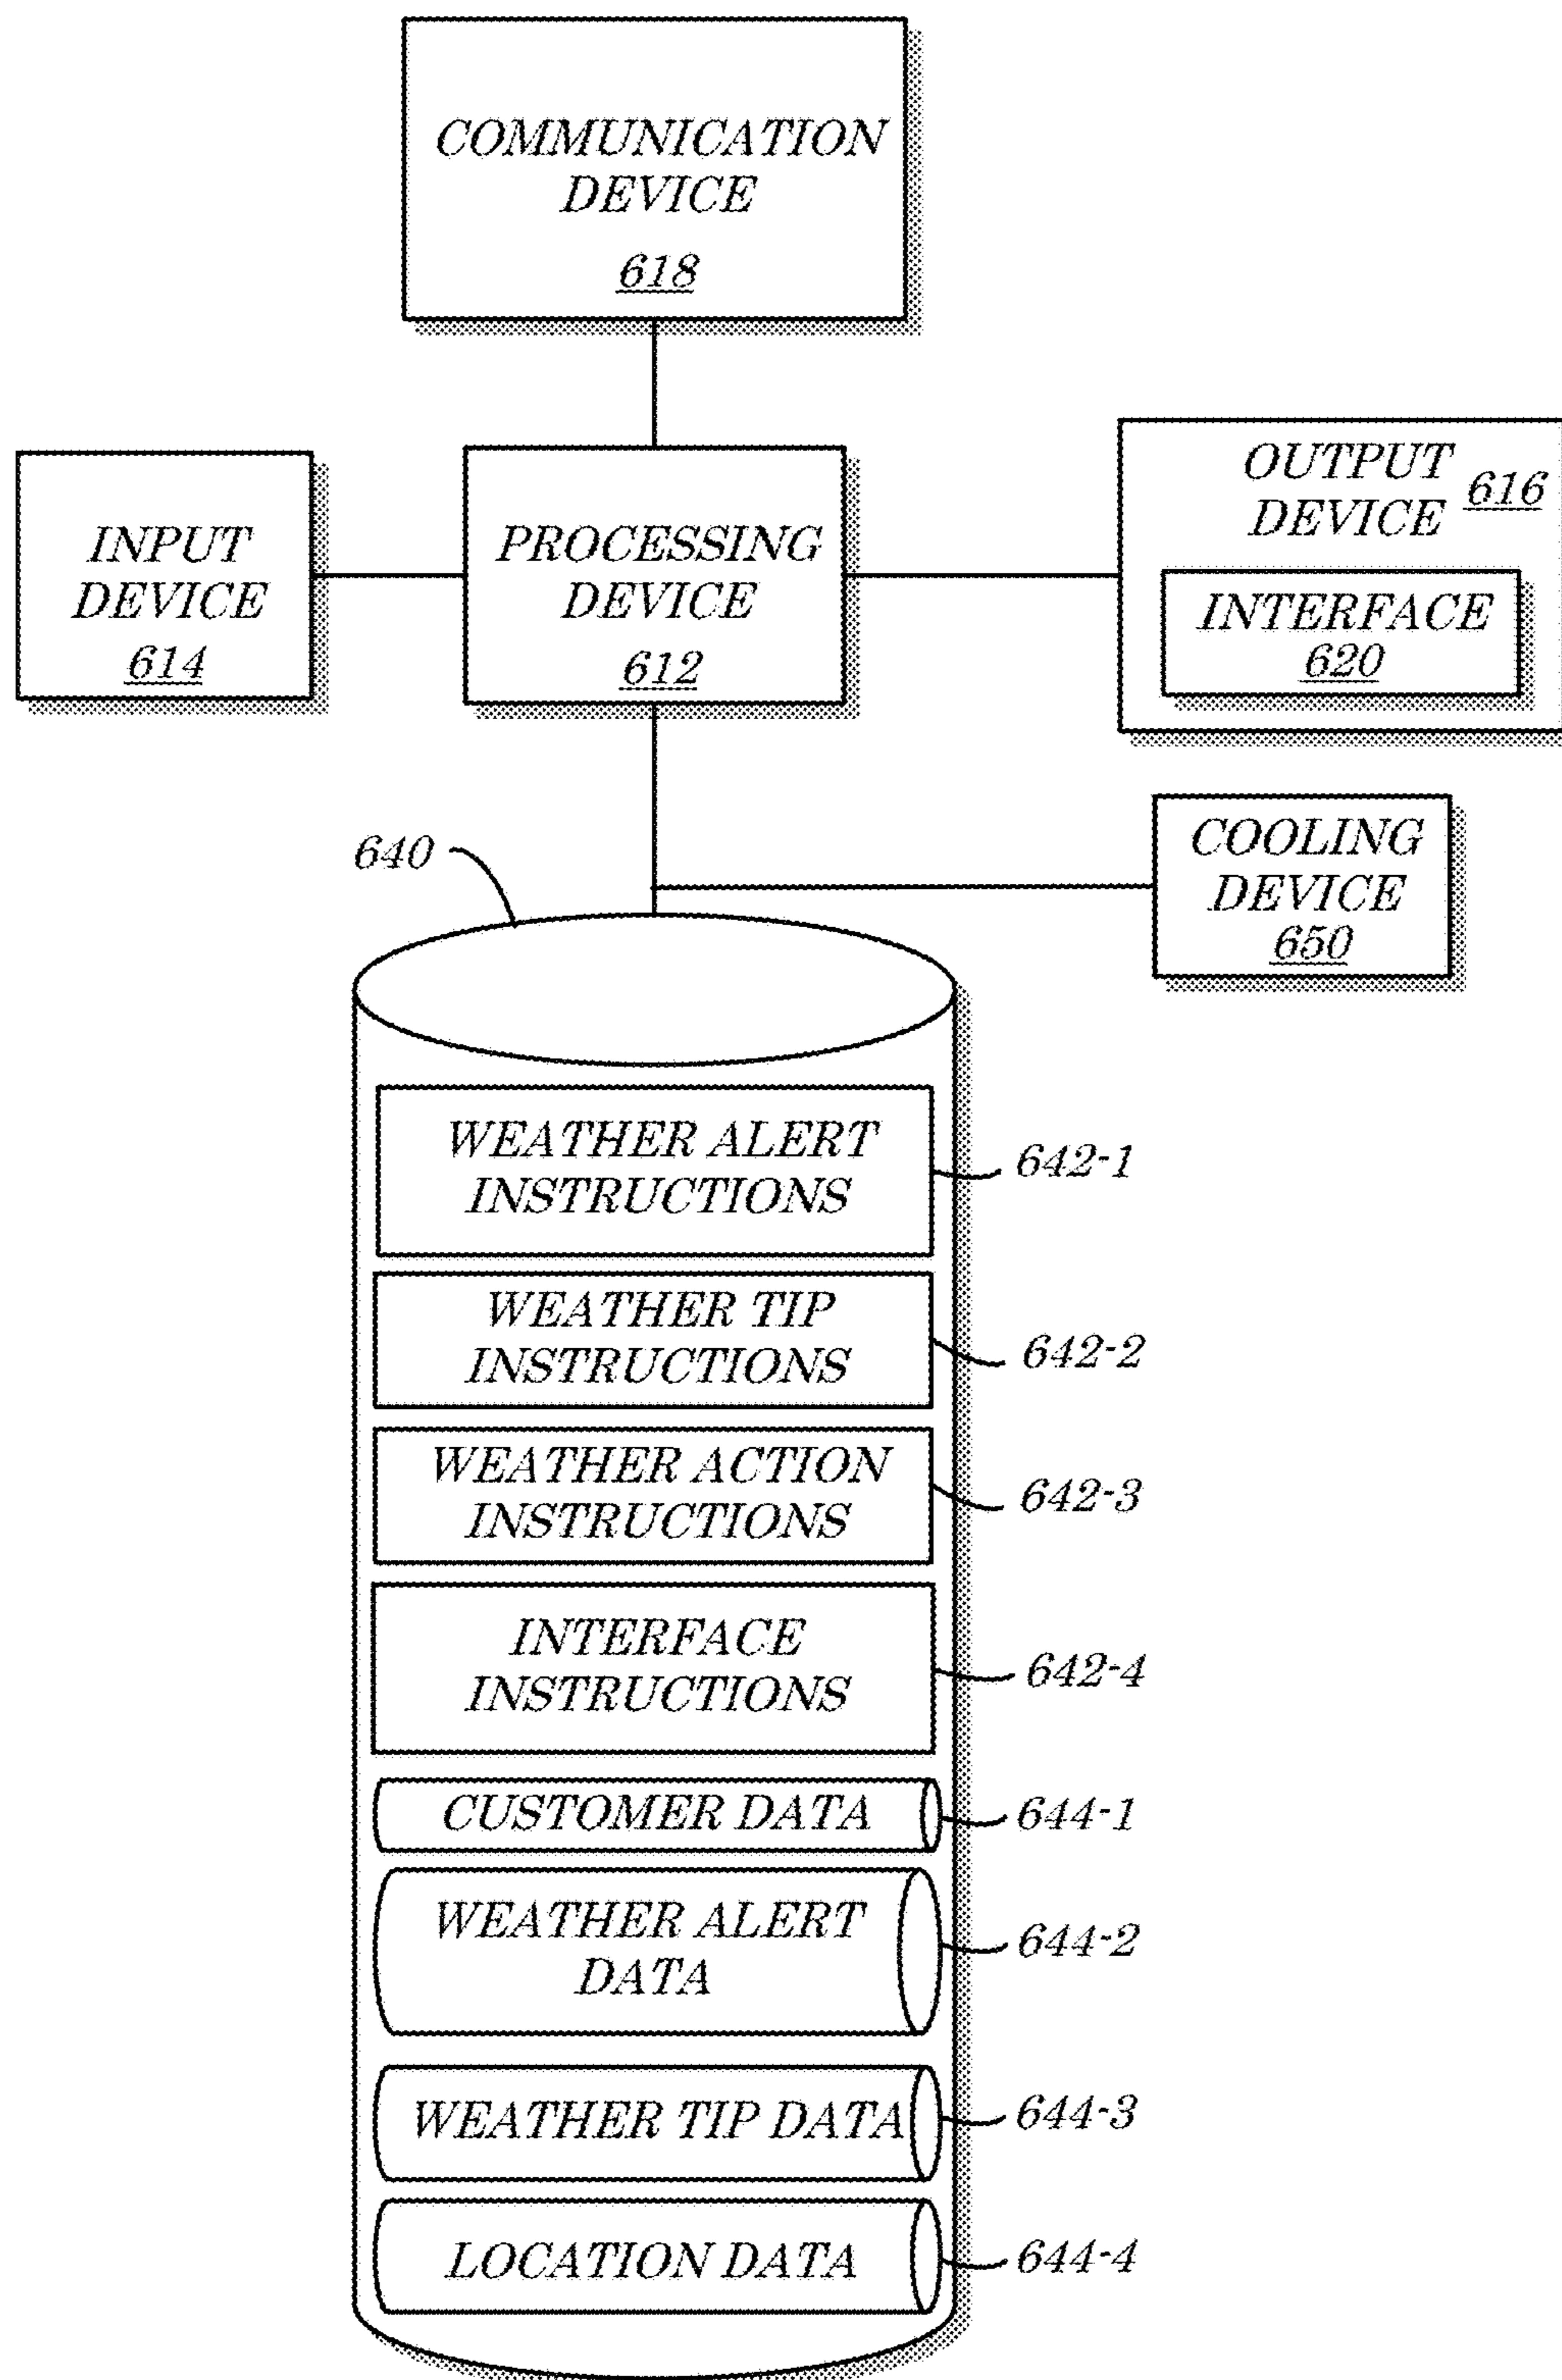 COMMUNICATION
DEVICE
618
INPUT
DEVICE
614
PROCESSING
DEVICE
612
OUTPUT
DEVICE
616
INTERFACE
620
640
COOLING
DEVICE
650
WEATHER ALERT
INSTRUCTIONS
642-1
WEATHER TIP
INSTRUCTIONS
642-2
WEATHER ACTION
INSTRUCTIONS
642-3
INTERFACE
INSTRUCTIONS
642-4
CUSTOMER DATA
644-1
WEATHER ALERT
DATA
644-2
WEATHER TIP DATA
644-3
LOCATION DATA
644-4